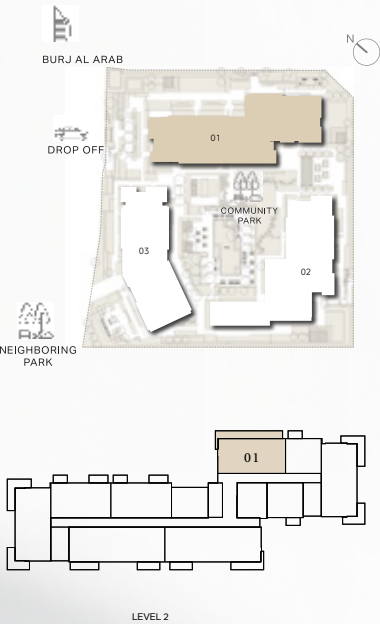 BURJ AL ARAB
N
DROP OFF
01
COMMUNITY
PARK
03
02
NEIGHBORING
PARK
01
LEVEL 2